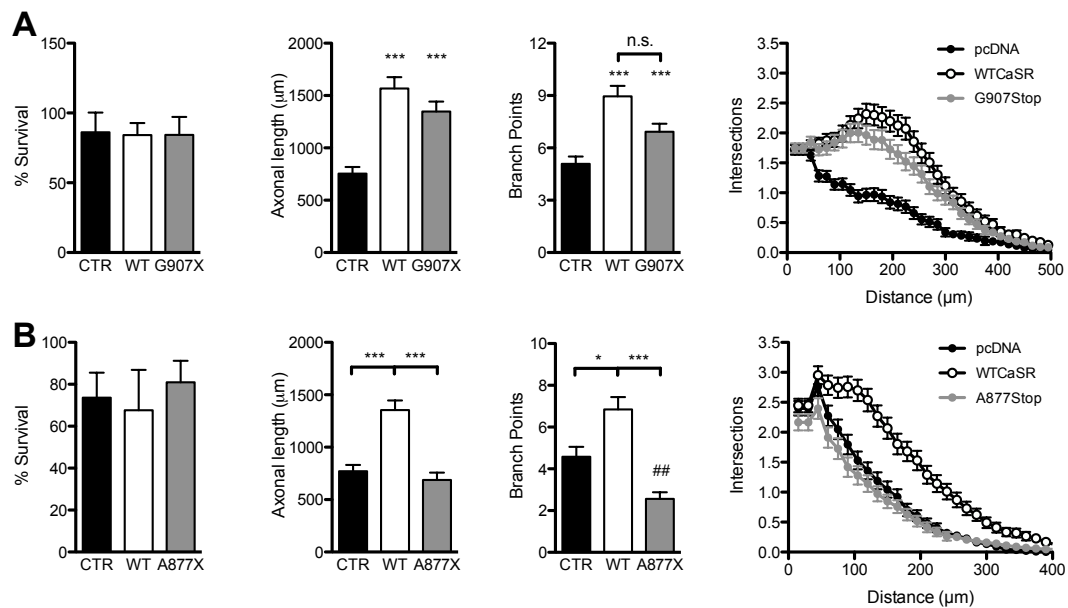 A
% Survival
150
100
50
0
CTR WT G907X
Axonal length (µm)
2000
1500
1000
500
0
*** ***
CTR WT G907X
Branch Points
12
9
6
3
0
n.s.
*** ***
CTR WT G907X
Intersections
3.5
3.0
2.5
2.0
1.5
1.0
0.5
0.0
0 100 200 300 400 500
Distance (µm)
pcDNA
WTCaSR
G907Stop
B
% Survival
100
80
60
40
20
0
CTR WT A877X
Axonal length (µm)
2000
1500
1000
500
0
*** ***
CTR WT A877X
Branch Points
10
8
6
4
2
0
* ***
##
CTR WT A877X
Intersections
3.5
3.0
2.5
2.0
1.5
1.0
0.5
0.0
0 100 200 300 400
Distance (µm)
pcDNA
WTCaSR
A877Stop